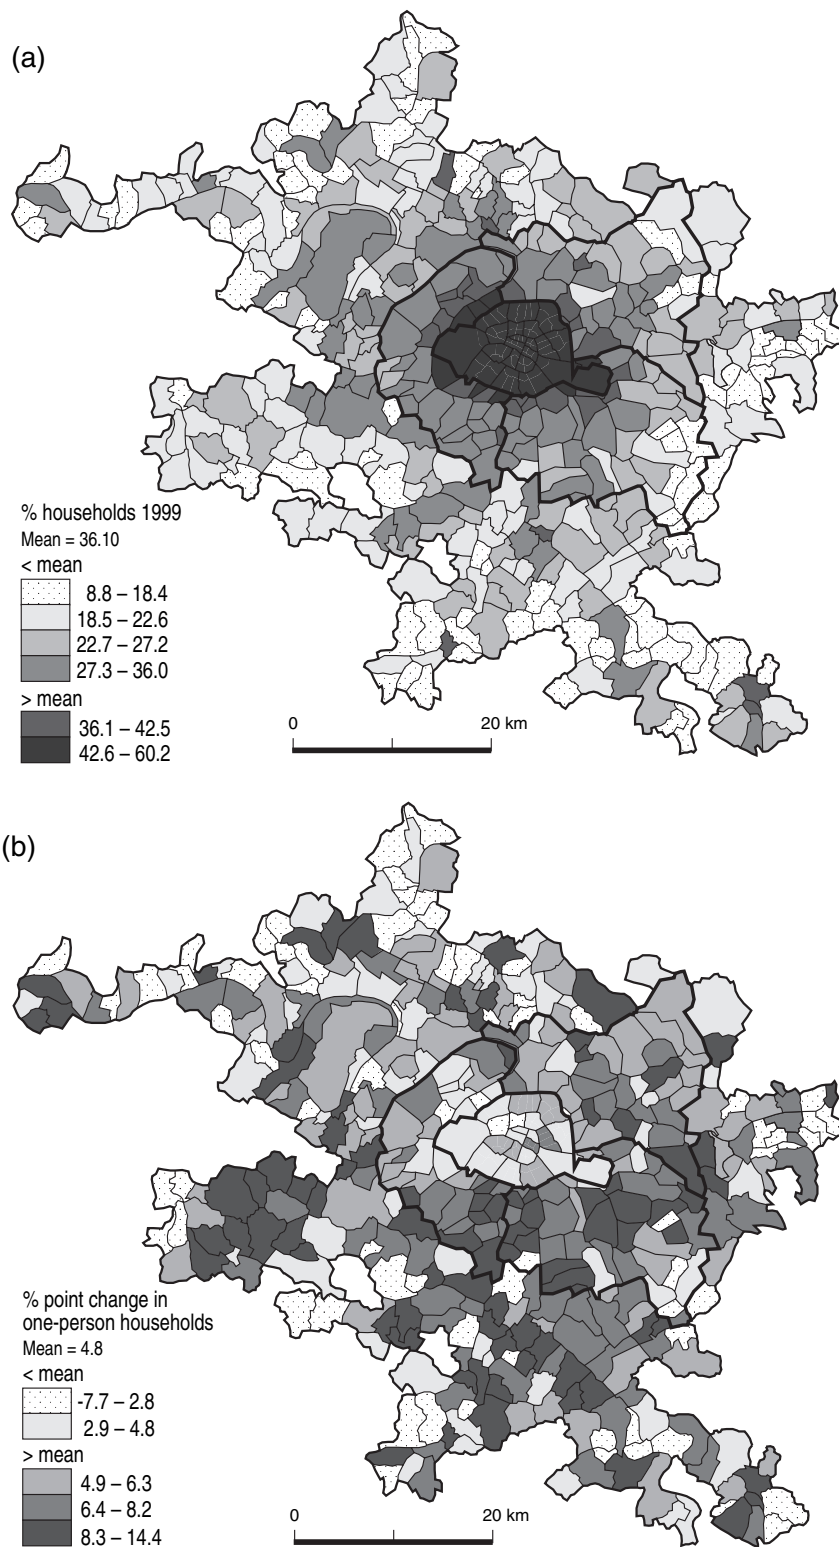 (a)
% households 1999
Mean = 36.10
< mean
8.8 – 18.4
18.5 – 22.6
22.7 – 27.2
27.3 – 36.0
> mean
36.1 – 42.5
42.6 – 60.2
0 20 km
(b)
% point change in
one-person households
Mean = 4.8
< mean
-7.7 – 2.8
2.9 – 4.8
> mean
4.9 – 6.3
6.4 – 8.2
8.3 – 14.4
0 20 km